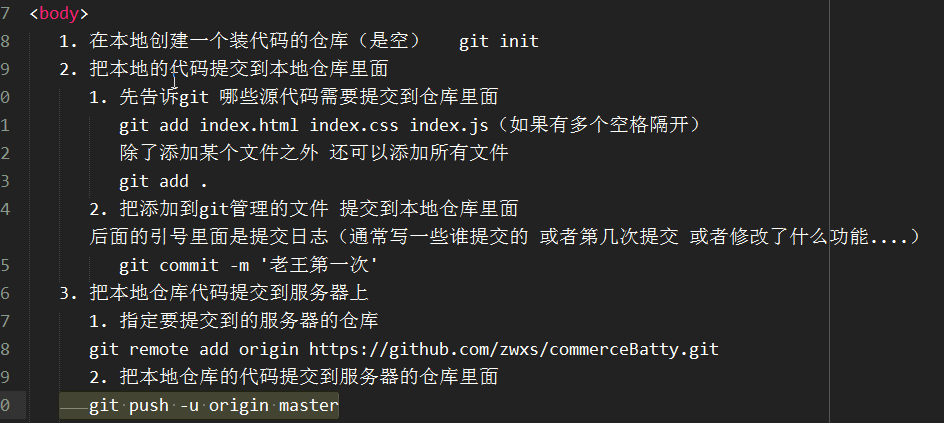 7 <body>
8 1. 在本地创建一个装代码的仓库（是空） git init
9 2. 把本地的代码提交到本地仓库里面
0 1. 先告诉git 哪些源代码需要提交到仓库里面
1 git add index.html index.css index.js（如果有多个空格隔开）
2 除了添加某个文件之外 还可以添加所有文件
3 git add .
4 2. 把添加到git管理的文件 提交到本地仓库里面
后面的引号里面是提交日志（通常写一些谁提交的 或者第几次提交 或者修改了什么功能....）
5 git commit -m '老王第一次'
6 3. 把本地仓库代码提交到服务器上
7 1. 指定要提交到的服务器的仓库
8 git remote add origin https://github.com/zwxs/commerceBatty.git
9 2. 把本地仓库的代码提交到服务器的仓库里面
0 git push -u origin master